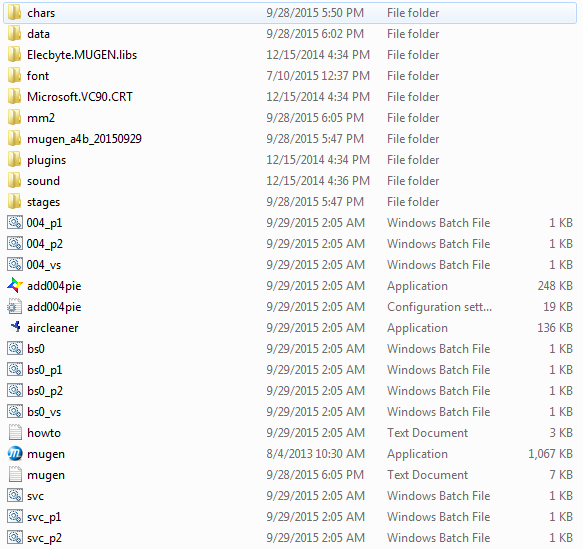 chars 9/28/2015 5:50 PM File folder
data 9/28/2015 6:02 PM File folder
Elecbyte.MUGEN.libs 12/15/2014 4:34 PM File folder
font 7/10/2015 12:37 PM File folder
Microsoft.VC90.CRT 12/15/2014 4:34 PM File folder
mm2 9/28/2015 6:05 PM File folder
mugen_a4b_20150929 9/28/2015 5:47 PM File folder
plugins 12/15/2014 4:34 PM File folder
sound 12/15/2014 4:36 PM File folder
stages 9/28/2015 5:47 PM File folder
004_p1 9/29/2015 2:05 AM Windows Batch File 1 KB
004_p2 9/29/2015 2:05 AM Windows Batch File 1 KB
004_vs 9/29/2015 2:05 AM Windows Batch File 1 KB
add004pie 9/29/2015 2:05 AM Application 248 KB
add004pie 9/29/2015 2:05 AM Configuration sett... 19 KB
aircleaner 9/29/2015 2:05 AM Application 136 KB
bs0 9/29/2015 2:05 AM Windows Batch File 1 KB
bs0_p1 9/29/2015 2:05 AM Windows Batch File 1 KB
bs0_p2 9/29/2015 2:05 AM Windows Batch File 1 KB
bs0_vs 9/29/2015 2:05 AM Windows Batch File 1 KB
howto 9/29/2015 2:05 AM Text Document 3 KB
mugen 8/4/2013 10:30 AM Application 1,067 KB
mugen 9/28/2015 6:05 PM Text Document 7 KB
svc 9/29/2015 2:05 AM Windows Batch File 1 KB
svc_p1 9/29/2015 2:05 AM Windows Batch File 1 KB
svc_p2 9/29/2015 2:05 AM Windows Batch File 1 KB